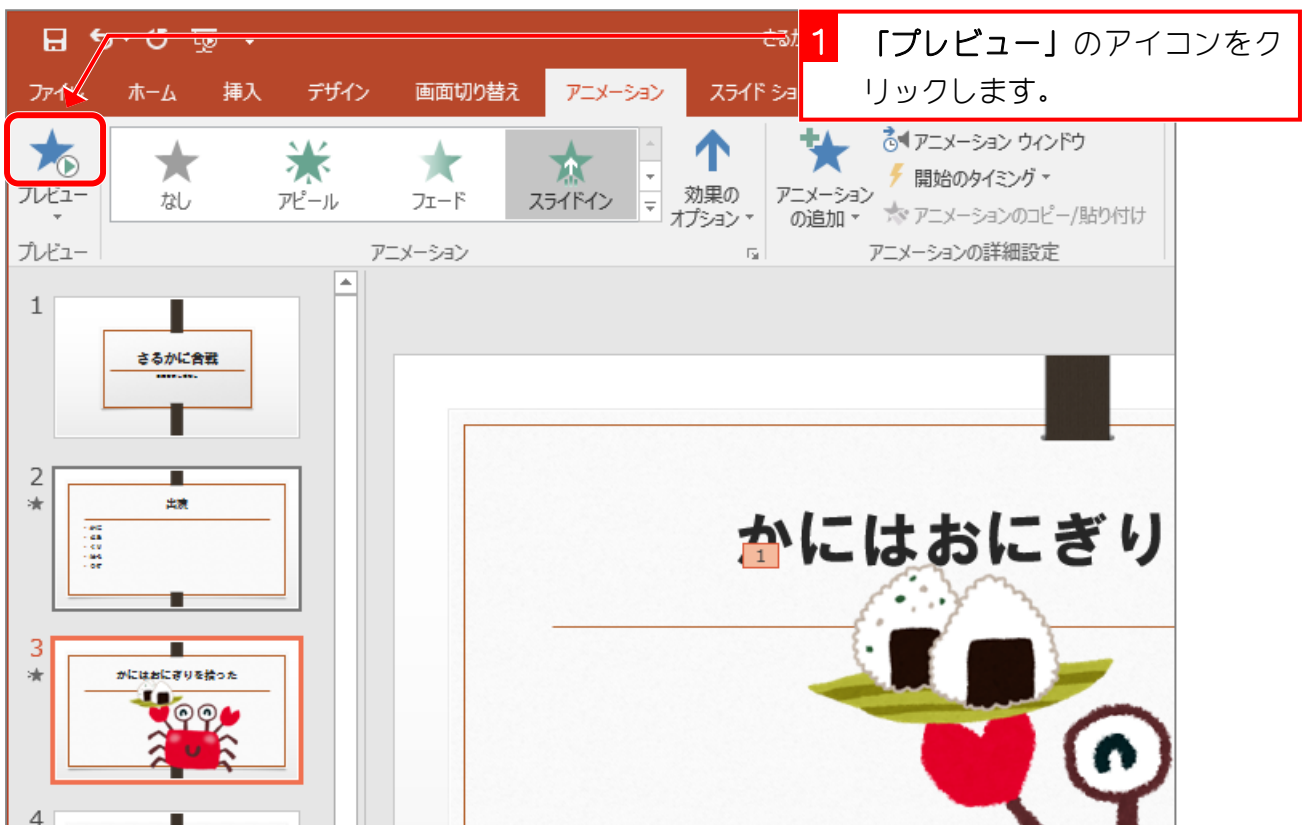 さるか
1
「プレビュー」のアイコンをク
リックします。
ファイル ホーム 挿入 デザイン 画面切り替え アニメーション スライド ショ
プレビュー
なし
アピール
フェード
スライドイン
効果の
オプション
アニメーション
の追加
アニメーション ウィンドウ
開始のタイミング
アニメーションのコピー/貼り付け
プレビュー
アニメーション
アニメーションの詳細設定
1
さるかに合戦
2
出演
3
かにはおにぎりを拾った
4
かにはおにぎり
1